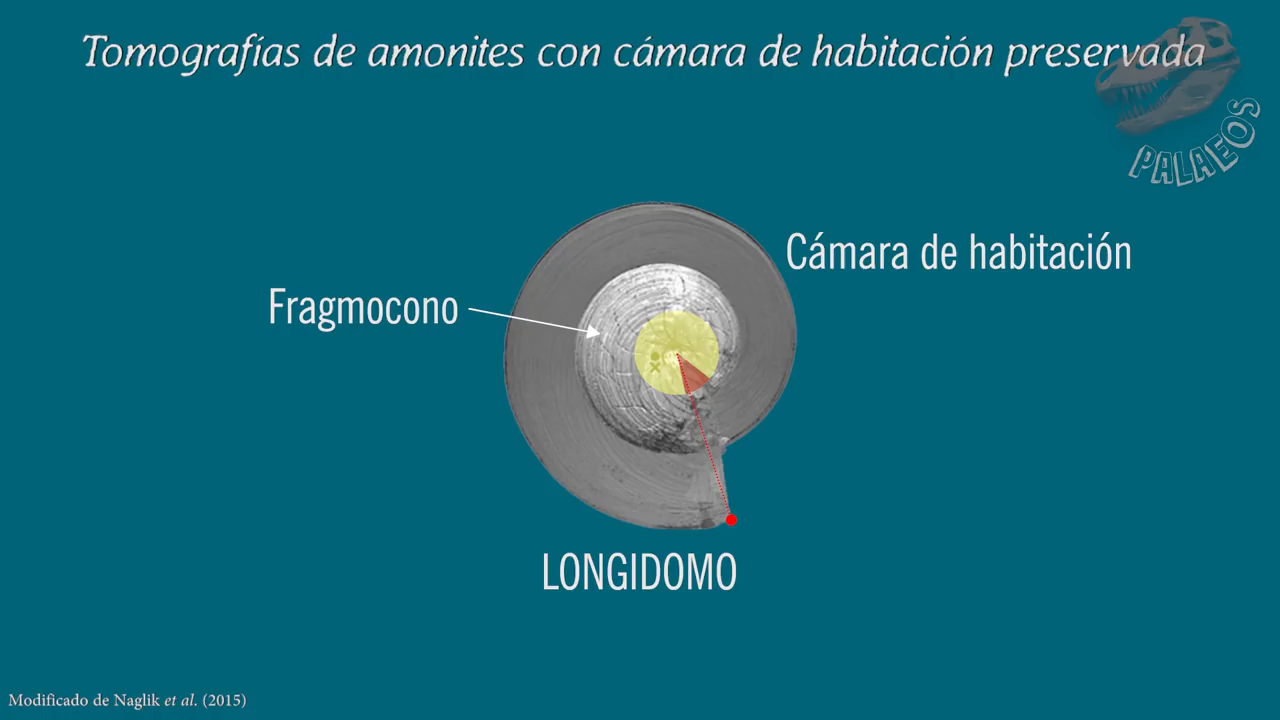 Tomografías de amonites con cámara de habitación preservada
PALAEOS
Cámara de habitación
Fragmocono
LONGIDOMO
Modificado de Naglik et al. (2015)